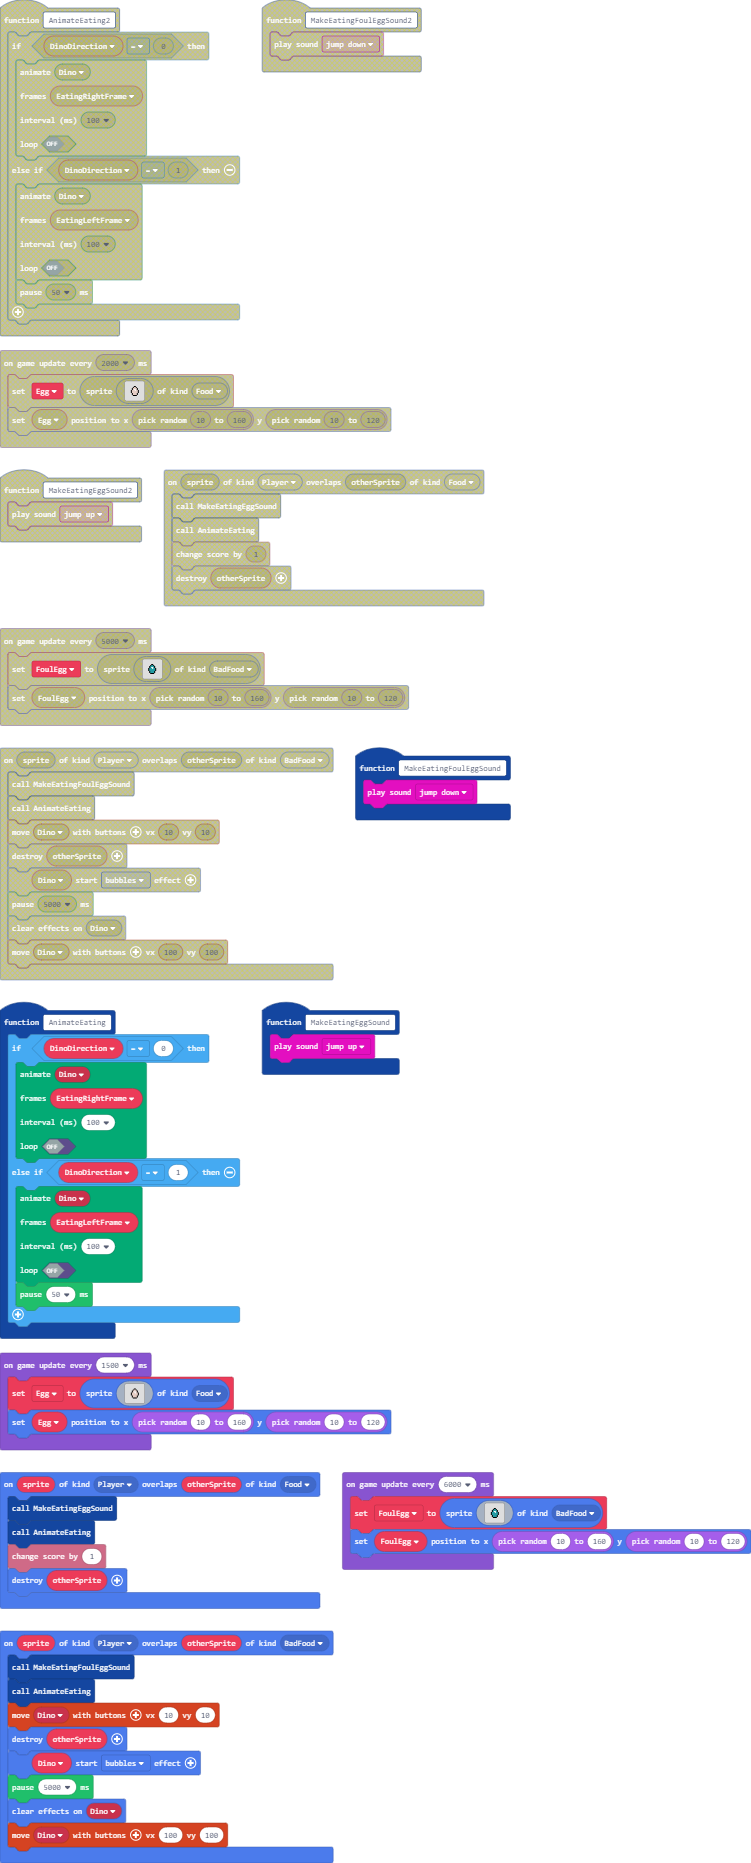 function AnimateEating2
if DinoDirection = 0 then
animate Dino
frames EatingRightFrame
interval (ms) 100
loop OFF
else if DinoDirection = 1 then
animate Dino
frames EatingLeftFrame
interval (ms) 100
loop OFF
pause 50 ms
function MakeEatingFoulEggSound2
play sound jump down
on game update every 2000 ms
set Egg to sprite of kind Food
set Egg position to x pick random 10 to 160 y pick random 10 to 120
function MakeEatingEggSound2
play sound jump up
on sprite of kind Player overlaps otherSprite of kind Food
call MakeEatingEggSound
call AnimateEating
change score by 1
destroy otherSprite
on game update every 5000 ms
set FoulEgg to sprite of kind BadFood
set FoulEgg position to x pick random 10 to 160 y pick random 10 to 120
on sprite of kind Player overlaps otherSprite of kind BadFood
call MakeEatingFoulEggSound
call AnimateEating
move Dino with buttons vx 10 vy 10
destroy otherSprite
Dino start bubbles effect
pause 5000 ms
clear effects on Dino
move Dino with buttons vx 100 vy 100
function MakeEatingFoulEggSound
play sound jump down
function AnimateEating
if DinoDirection = 0 then
animate Dino
frames EatingRightFrame
interval (ms) 100
loop OFF
else if DinoDirection = 1 then
animate Dino
frames EatingLeftFrame
interval (ms) 100
loop OFF
pause 50 ms
function MakeEatingEggSound
play sound jump up
on game update every 1500 ms
set Egg to sprite of kind Food
set Egg position to x pick random 10 to 160 y pick random 10 to 120
on sprite of kind Player overlaps otherSprite of kind Food
call MakeEatingEggSound
call AnimateEating
change score by 1
destroy otherSprite
on game update every 6000 ms
set FoulEgg to sprite of kind BadFood
set FoulEgg position to x pick random 10 to 160 y pick random 10 to 120
on sprite of kind Player overlaps otherSprite of kind BadFood
call MakeEatingFoulEggSound
call AnimateEating
move Dino with buttons vx 10 vy 10
destroy otherSprite
Dino start bubbles effect
pause 5000 ms
clear effects on Dino
move Dino with buttons vx 100 vy 100